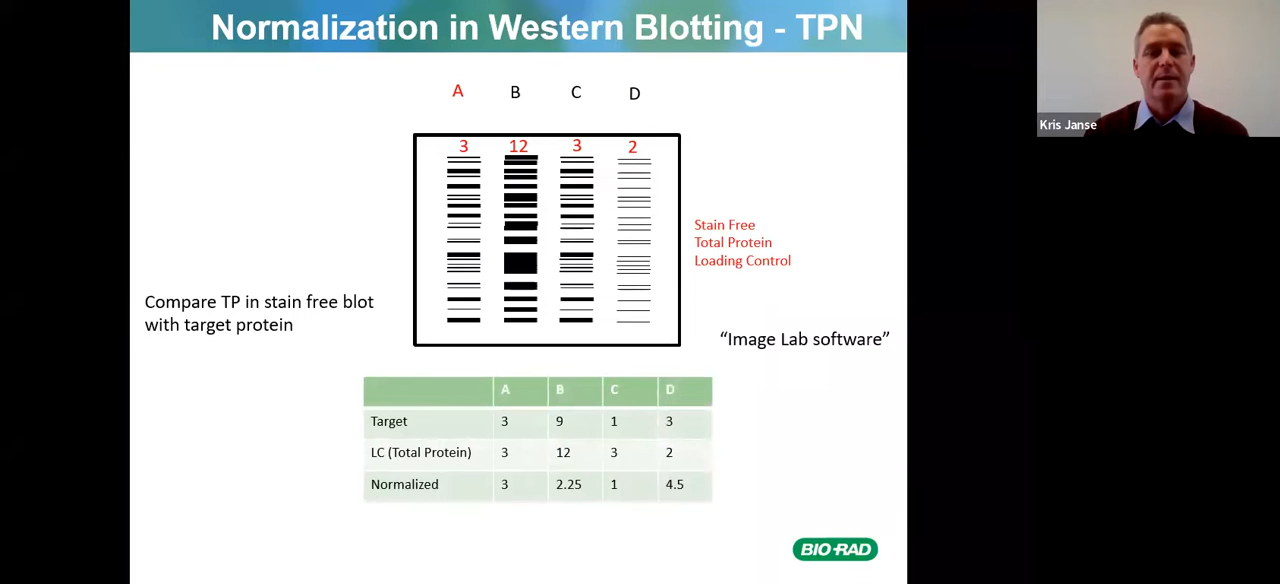 Normalization in Western Blotting - TPN
Kris Janse
A B C D
3 12 3 2
Stain Free
Total Protein
Loading Control
Compare TP in stain free blot
with target protein
“Image Lab software”
A B C D
Target 3 9 1 3
LC (Total Protein) 3 12 3 2
Normalized 3 2.25 1 4.5
BIO-RAD